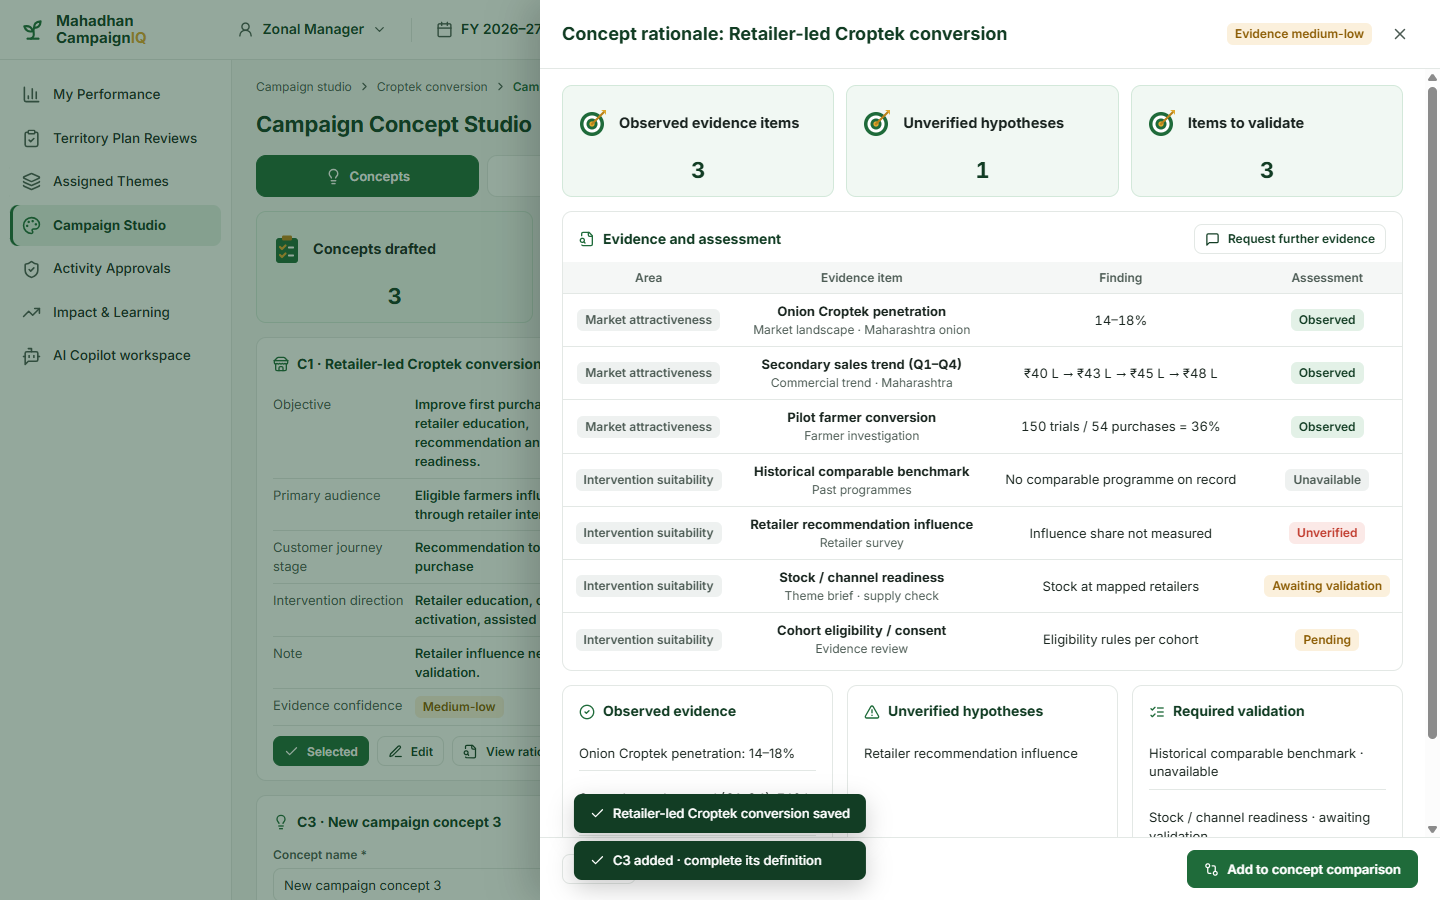 Mahadhan
CampaignIQ
Zonal Manager
FY 2026–27
My Performance
Territory Plan Reviews
Assigned Themes
Campaign Studio
Activity Approvals
Impact & Learning
AI Copilot workspace
Campaign studio > Croptek conversion > Cam
Campaign Concept Studio
Concepts
Concepts drafted
3
C1 · Retailer-led Croptek conversion
Objective
Improve first purcha
retailer education,
recommendation an
readiness.
Primary audience
Eligible farmers influ
through retailer inte
Customer journey
stage
Recommendation to
purchase
Intervention direction
Retailer education, c
activation, assisted
Note
Retailer influence ne
validation.
Evidence confidence
Medium-low
Selected
Edit
View ratio
C3 · New campaign concept 3
Concept name *
New campaign concept 3
Concept rationale: Retailer-led Croptek conversion
Evidence medium-low
Observed evidence items
3
Unverified hypotheses
1
Items to validate
3
Evidence and assessment
Request further evidence
Area Evidence item Finding Assessment
Market attractiveness
Onion Croptek penetration
Market landscape · Maharashtra onion
14–18%
Observed
Market attractiveness
Secondary sales trend (Q1–Q4)
Commercial trend · Maharashtra
₹40 L → ₹43 L → ₹45 L → ₹48 L
Observed
Market attractiveness
Pilot farmer conversion
Farmer investigation
150 trials / 54 purchases = 36%
Observed
Intervention suitability
Historical comparable benchmark
Past programmes
No comparable programme on record
Unavailable
Intervention suitability
Retailer recommendation influence
Retailer survey
Influence share not measured
Unverified
Intervention suitability
Stock / channel readiness
Theme brief · supply check
Stock at mapped retailers
Awaiting validation
Intervention suitability
Cohort eligibility / consent
Evidence review
Eligibility rules per cohort
Pending
Observed evidence
Onion Croptek penetration: 14–18%
Unverified hypotheses
Retailer recommendation influence
Required validation
Historical comparable benchmark ·
unavailable
Stock / channel readiness · awaiting
validation
Retailer-led Croptek conversion saved
C3 added · complete its definition
Add to concept comparison